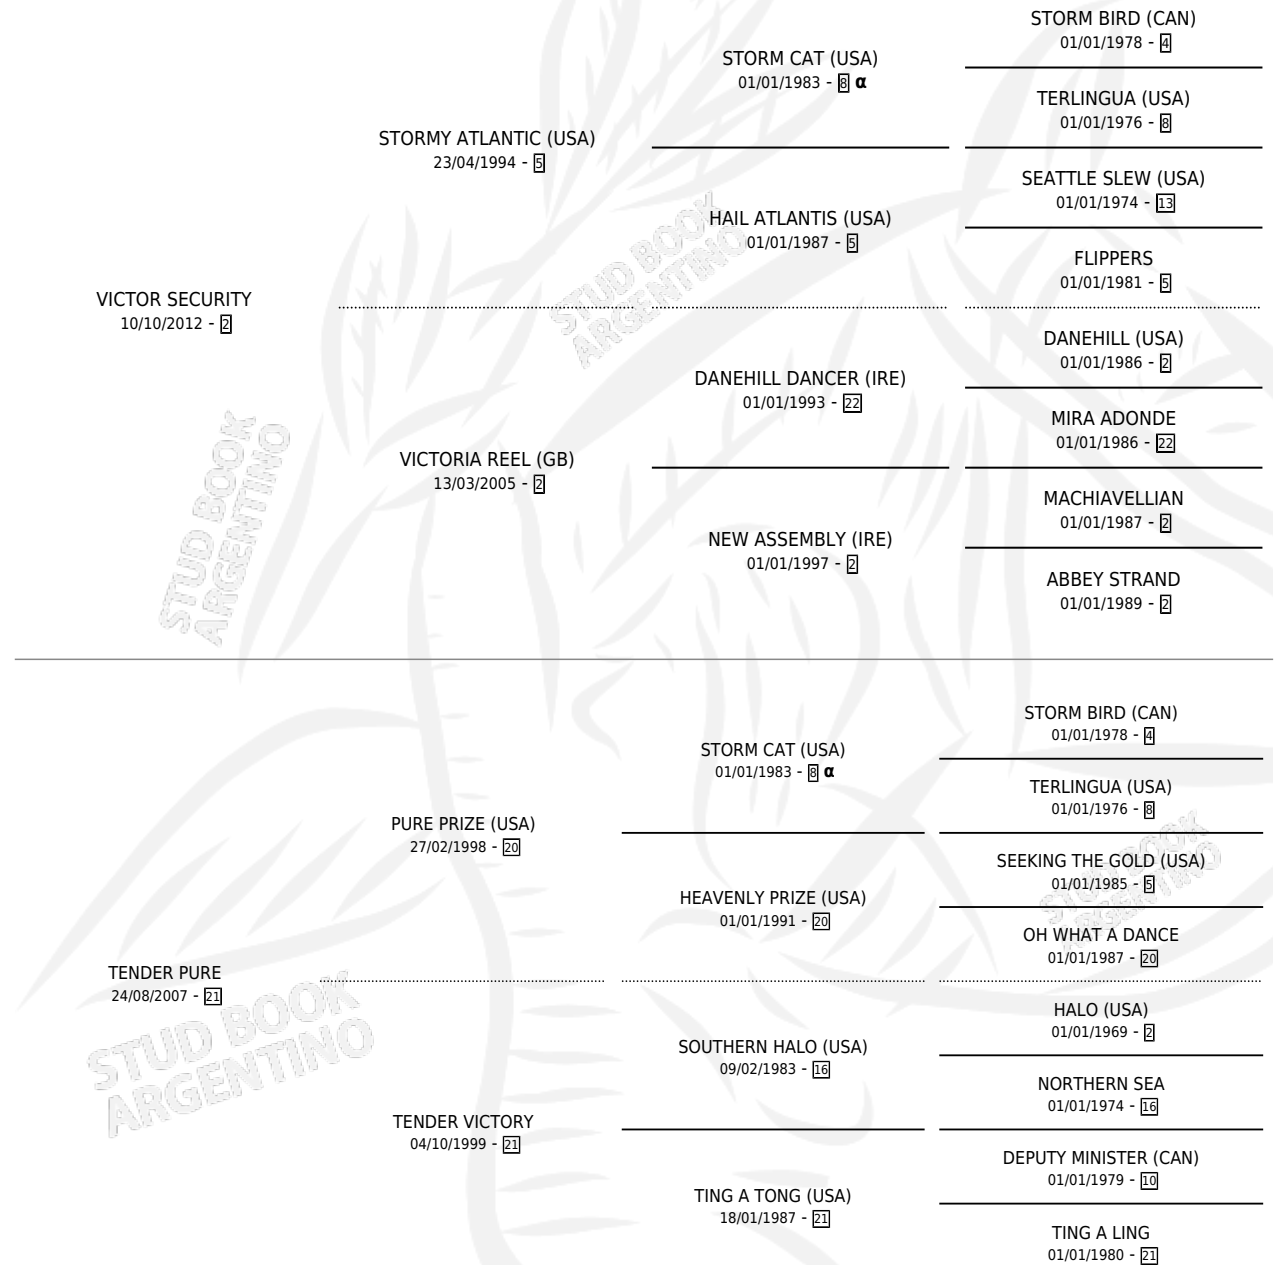 STORM BIRD (CAN)
01/01/1978 - 4
STORM CAT (USA)
01/01/1983 - 8 α
TERLINGUA (USA)
01/01/1976 - 8
STORMY ATLANTIC (USA)
23/04/1994 - 5
SEATTLE SLEW (USA)
01/01/1974 - 13
HAIL ATLANTIS (USA)
01/01/1987 - 5
FLIPPERS
01/01/1981 - 5
VICTOR SECURITY
10/10/2012 - 2
DANEHILL (USA)
01/01/1986 - 2
DANEHILL DANCER (IRE)
01/01/1993 - 22
MIRA ADONDE
01/01/1986 - 22
VICTORIA REEL (GB)
13/03/2005 - 2
MACHIAVELLIAN
01/01/1987 - 2
NEW ASSEMBLY (IRE)
01/01/1997 - 2
ABBEY STRAND
01/01/1989 - 2
STUD BOOK
ARGENTINO
STUD BOOK
ARGENTINO
STORM BIRD (CAN)
01/01/1978 - 4
STORM CAT (USA)
01/01/1983 - 8 α
TERLINGUA (USA)
01/01/1976 - 8
PURE PRIZE (USA)
27/02/1998 - 20
SEEKING THE GOLD (USA)
01/01/1985 - 5
HEAVENLY PRIZE (USA)
01/01/1991 - 20
OH WHAT A DANCE
01/01/1987 - 20
TENDER PURE
24/08/2007 - 21
HALO (USA)
01/01/1969 - 2
SOUTHERN HALO (USA)
09/02/1983 - 16
NORTHERN SEA
01/01/1974 - 16
TENDER VICTORY
04/10/1999 - 21
DEPUTY MINISTER (CAN)
01/01/1979 - 10
TING A TONG (USA)
18/01/1987 - 21
TING A LING
01/01/1980 - 21
STUD BOOK
ARGENTINO
STUD BOOK
ARGENTINO